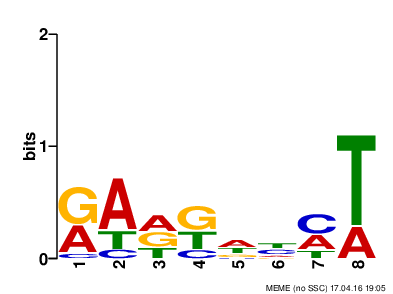 2
bits
1
0
G A G A G T A A G T A T C G T C C A T T A
1 2 3 4 5 6 7 8
MEME (no SSC) 17.04.16 19:05